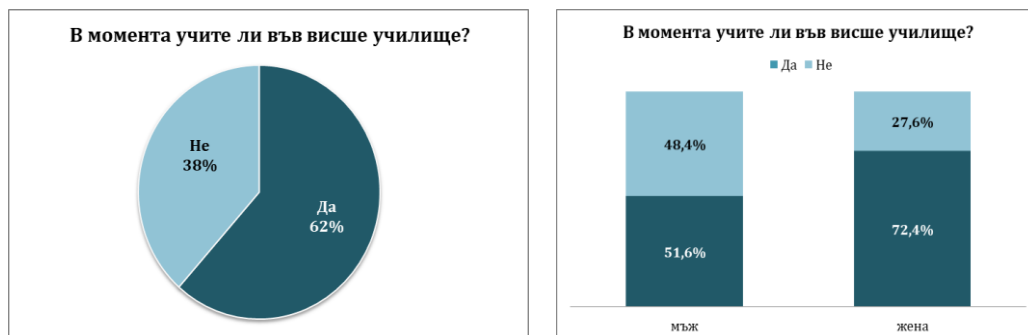 В момента учите ли във висше училище?
Не
38%
Да
62%
В момента учите ли във висше училище?
Да Не
48,4%
27,6%
51,6%
72,4%
мъж
жена